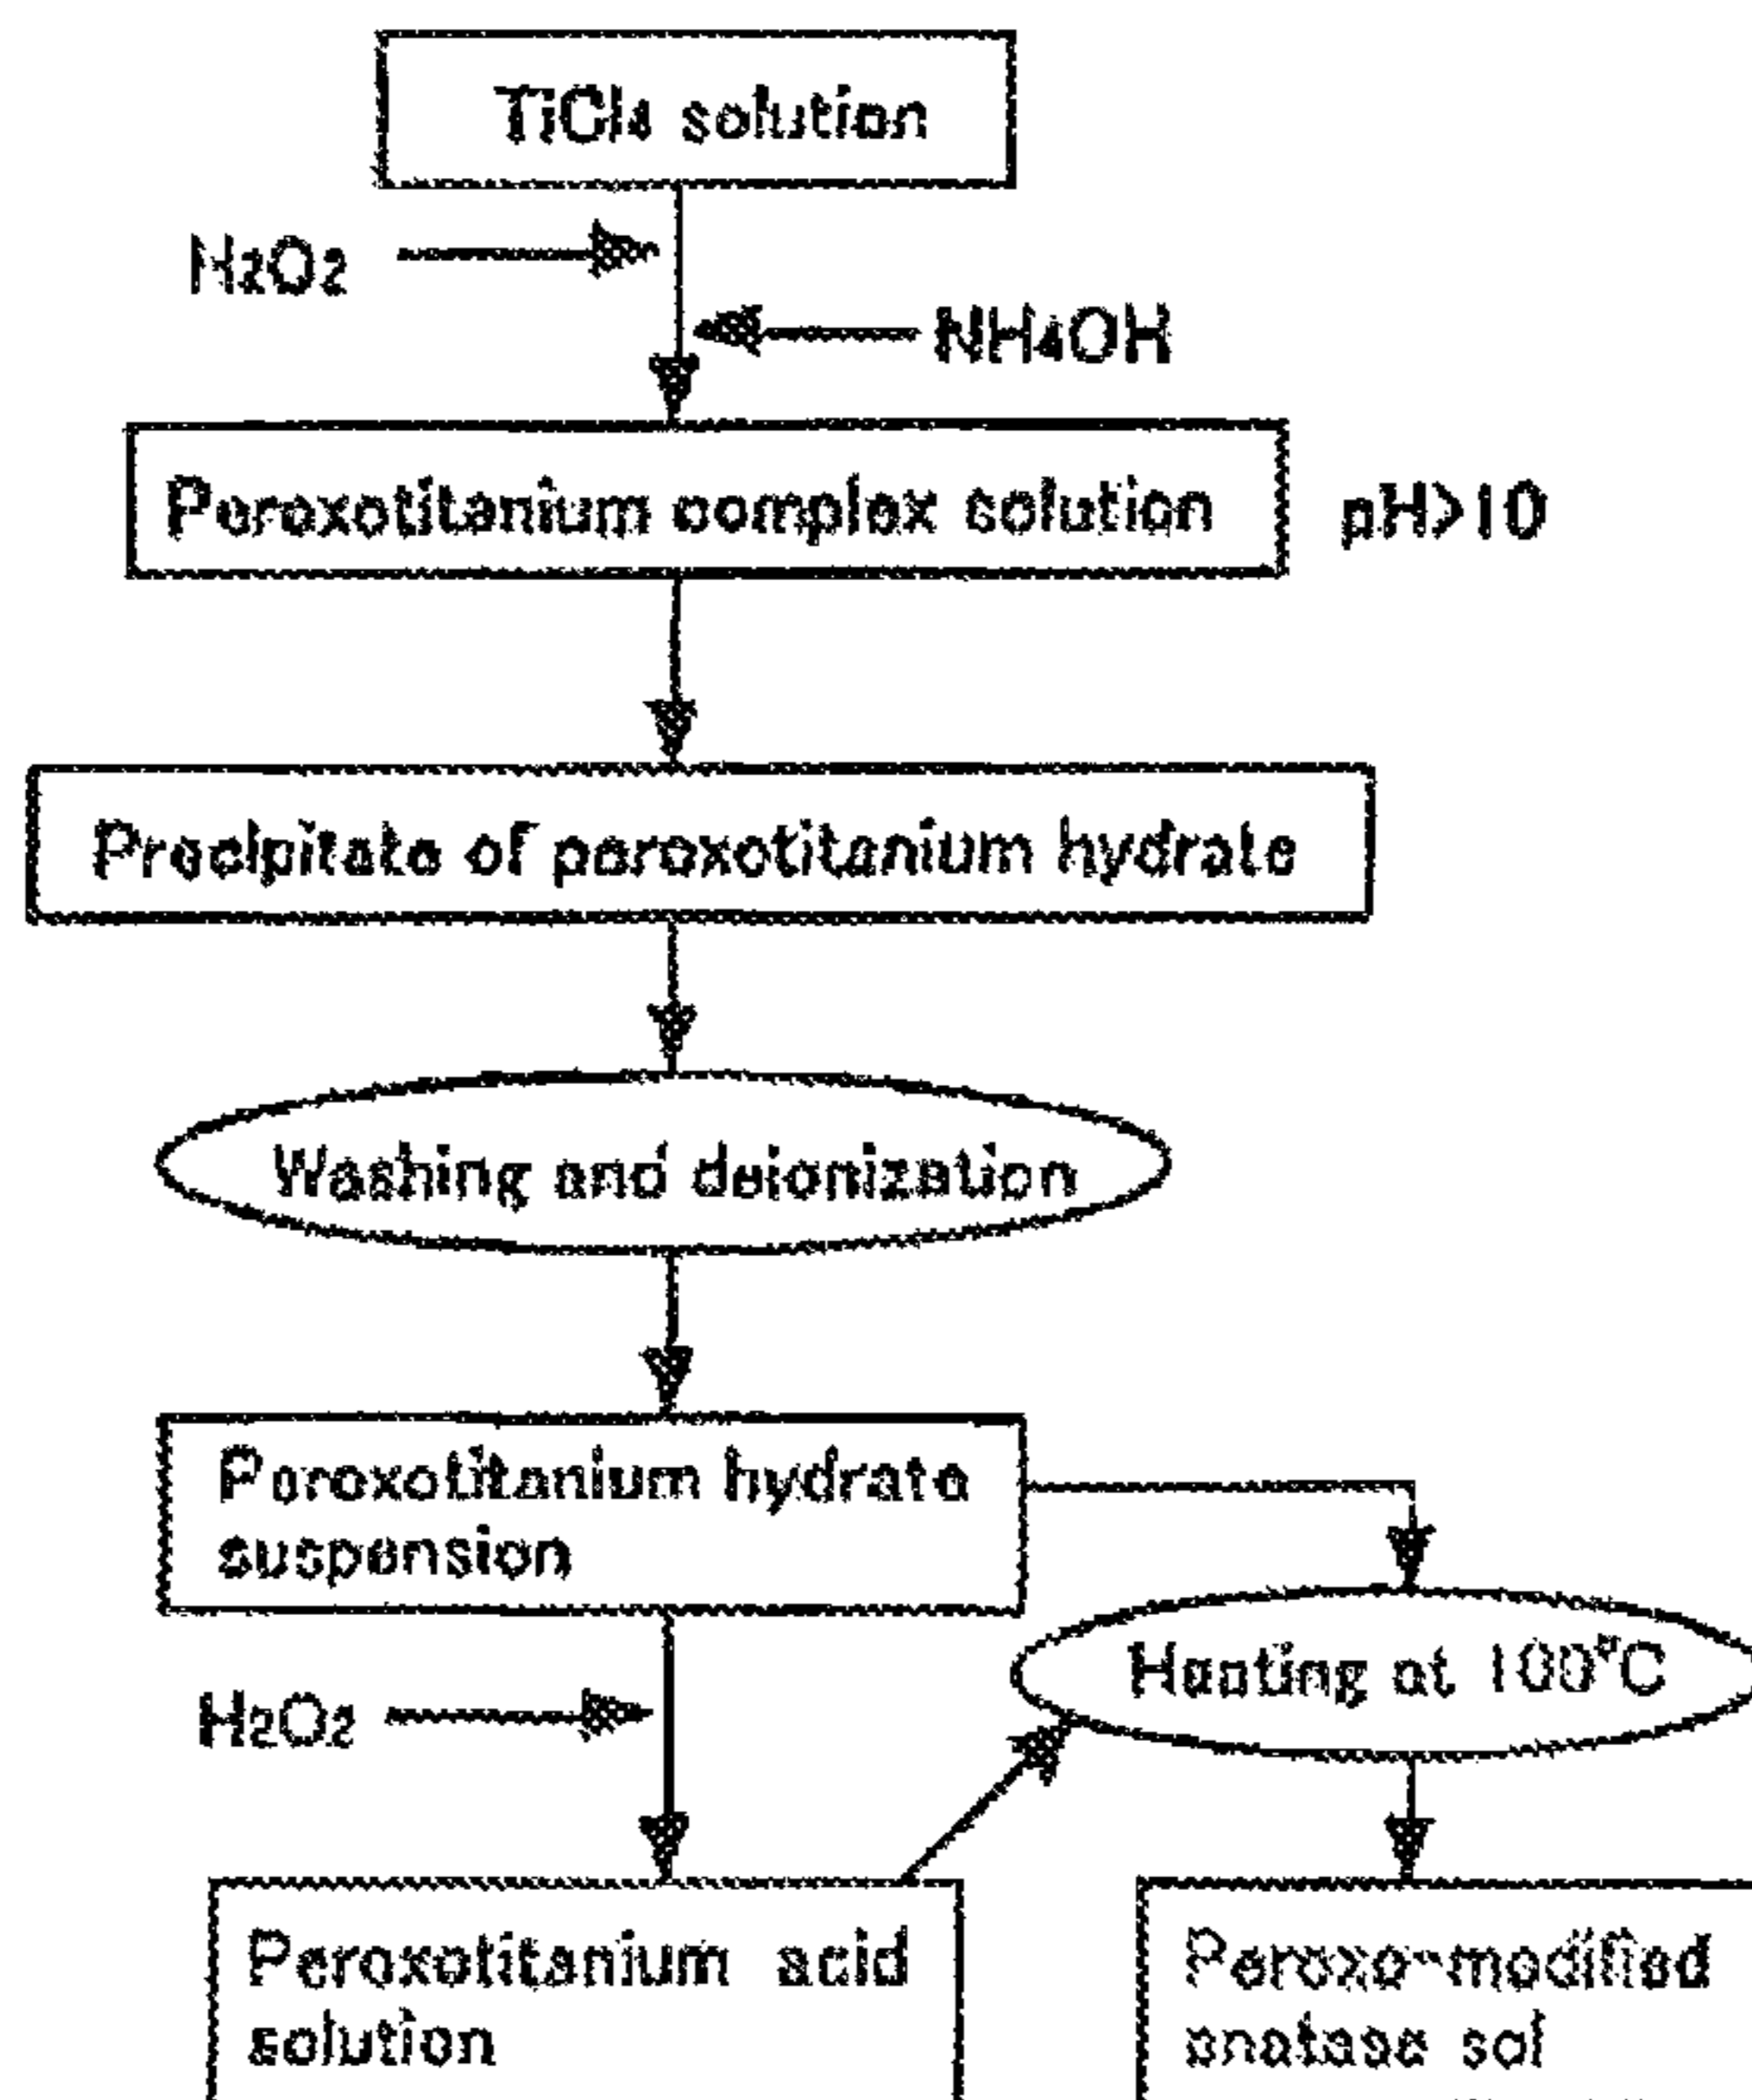 TiCl4 solution
H2O2
NH4OH
Peroxotitanium complex solution
pH>10
Precipitate of peroxotitanium hydrate
Washing and deionization
Peroxotitanium hydrate
suspension
Heating at 100°C
H2O2
Peroxotitanium acid
solution
Peroxo-modified
anatase sol